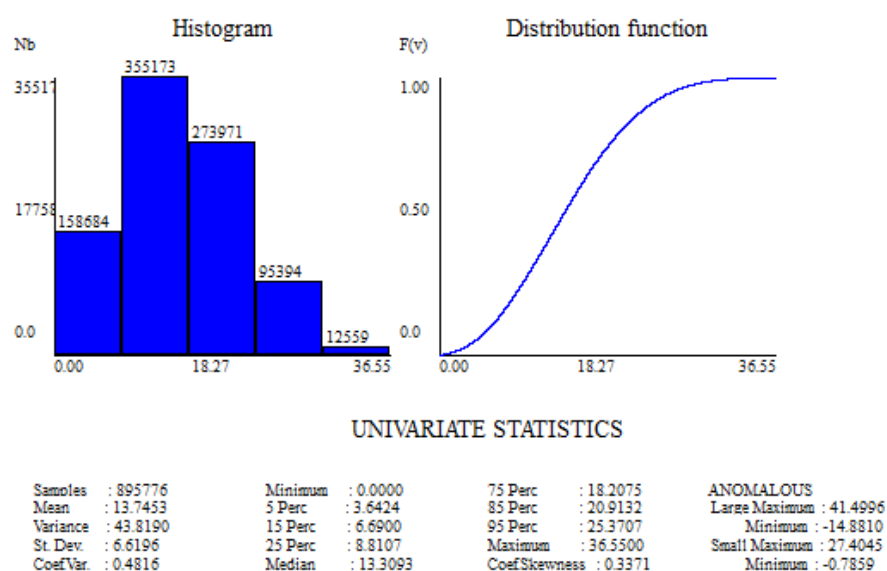 Histogram
Nb
35517
17758
0.0
158684
355173
273971
95394
12559
0.00 18.27 36.55
Distribution function
F(v)
1.00
0.50
0.0
0.00 18.27 36.55
UNIVARIATE STATISTICS
Samples : 895776
Mean : 13.7453
Variance : 43.8190
St. Dev. : 6.6196
CoefVar. : 0.4816
Minimum : 0.0000
5 Perc : 3.6424
15 Perc : 6.6900
25 Perc : 8.8107
Median : 13.3093
75 Perc : 18.2075
85 Perc : 20.9132
95 Perc : 25.3707
Maximum : 36.5500
CoefSkewness : 0.3371
ANOMALOUS
Large Maximum : 41.4996
Minimum : -14.8810
Small Maximum : 27.4045
Minimum : -0.7859